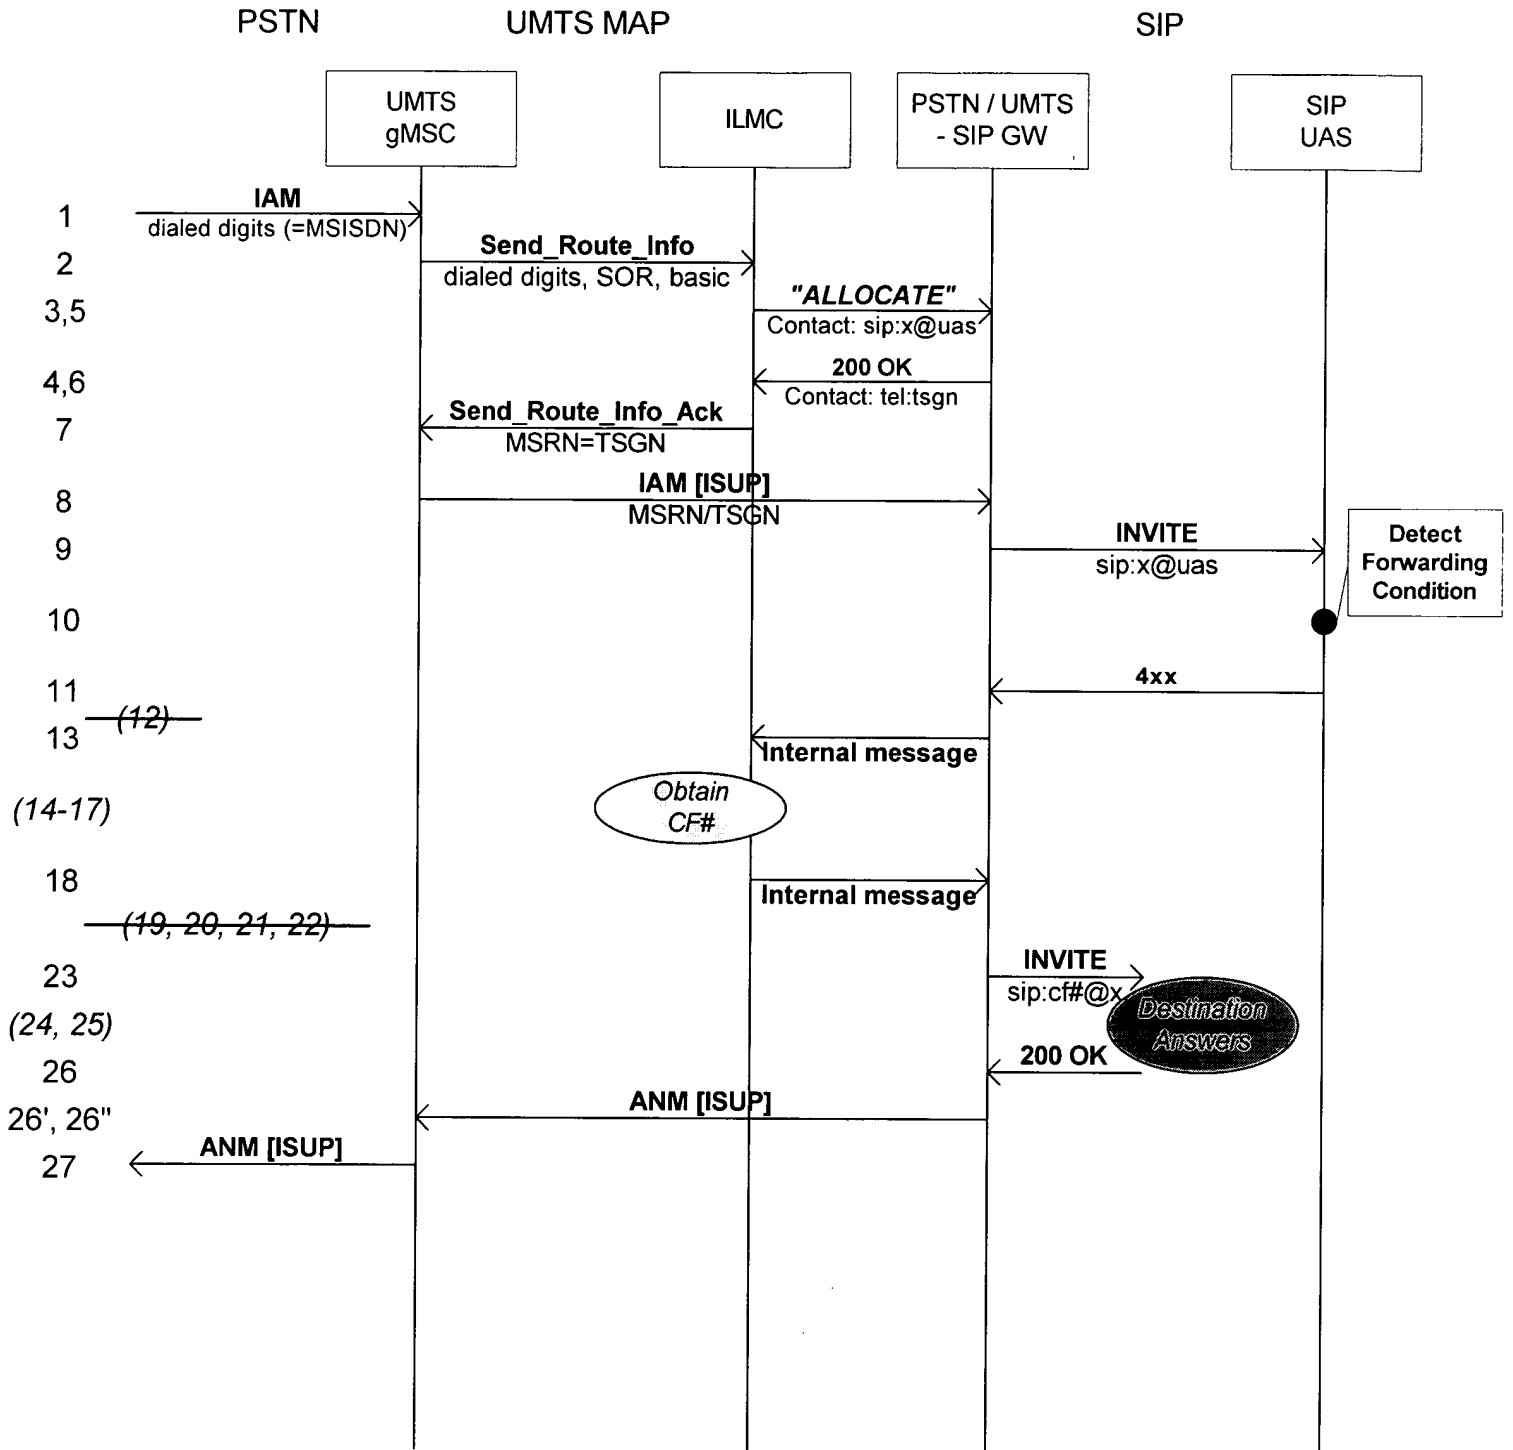 PSTN UMTS MAP SIP
UMTS
gMSC
ILMC
PSTN / UMTS
- SIP GW
SIP
UAS
1
IAM
dialed digits (=MSISDN)
2
Send_Route_Info
dialed digits, SOR, basic
3,5
"ALLOCATE"
Contact: sip:x@uas
4,6
200 OK
Contact: tel:tsgn
7
Send_Route_Info_Ack
MSRN=TSGN
8
IAM [ISUP]
MSRN/TSGN
9
INVITE
sip:x@uas
Detect
Forwarding
Condition
10
11
4xx
(12)
13
Internal message
(14-17)
Obtain
CF#
18
Internal message
(19, 20, 21, 22)
23
INVITE
sip:cf#@x
(24, 25)
Destination
Answers
26
200 OK
26', 26"
ANM [ISUP]
27
ANM [ISUP]